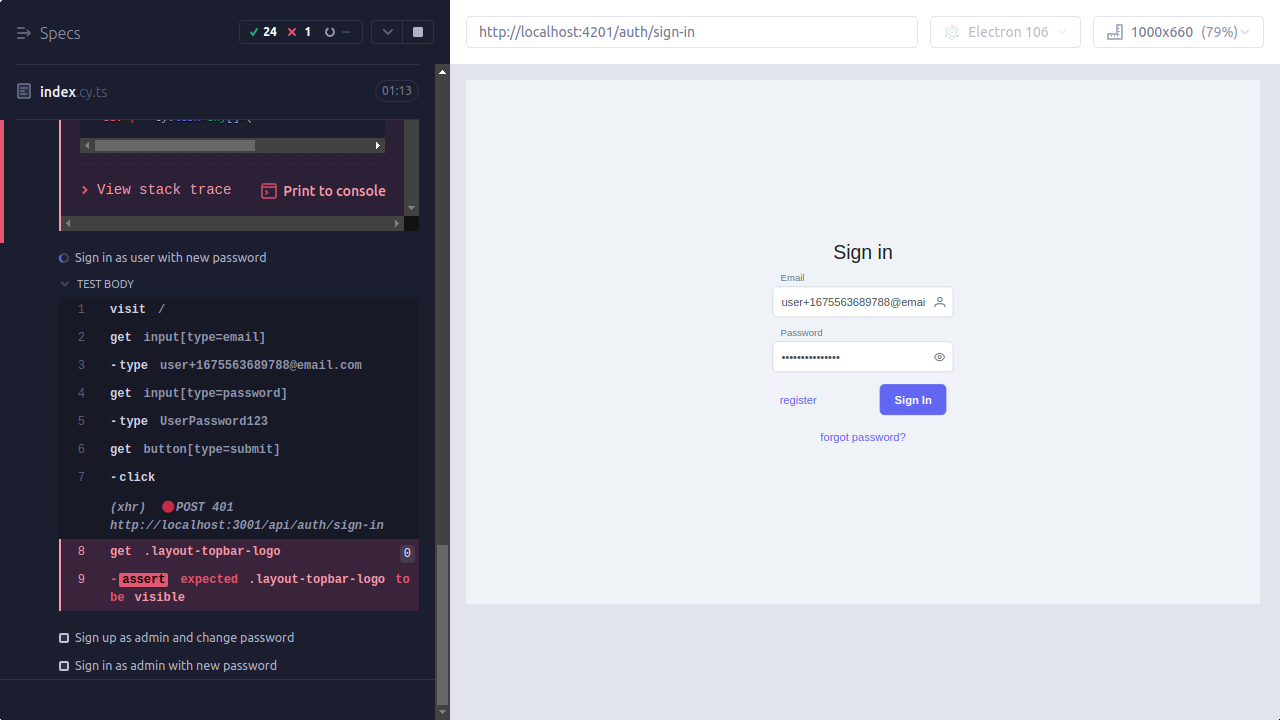 Specs
24 1 --
index.cy.ts 01:13
View stack trace Print to console
Sign in as user with new password
TEST BODY
1 visit /
2 get input[type=email]
3 -type user+1675563689788@email.com
4 get input[type=password]
5 -type UserPassword123
6 get button[type=submit]
7 -click
(xhr) POST 401
http://localhost:3001/api/auth/sign-in
8 get .layout-topbar-logo 0
9 -assert expected .layout-topbar-logo to
be visible
Sign up as admin and change password
Sign in as admin with new password
http://localhost:4201/auth/sign-in
Electron 106
1000x660 (79%)
Sign in
Email
user+1675563689788@emai
Password
•••••••••••••••
register
Sign In
forgot password?